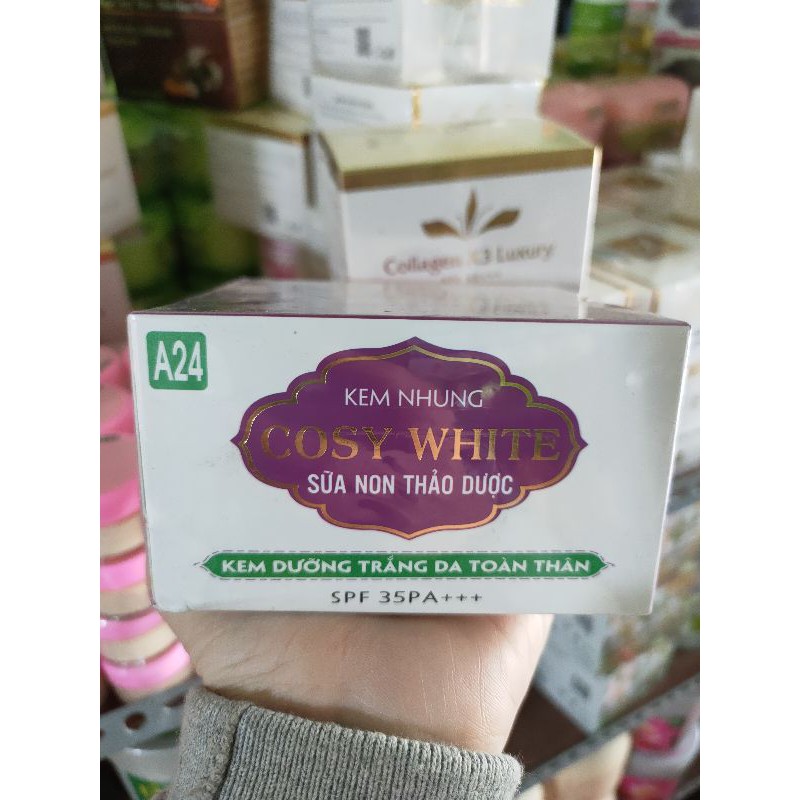 Collagen X3 Luxury
A24
KEM NHUNG
COSY WHITE
SỮA NON THẢO DƯỢC
KEM DƯỠNG TRẮNG DA TOÀN THÂN
SPF 35PA+++